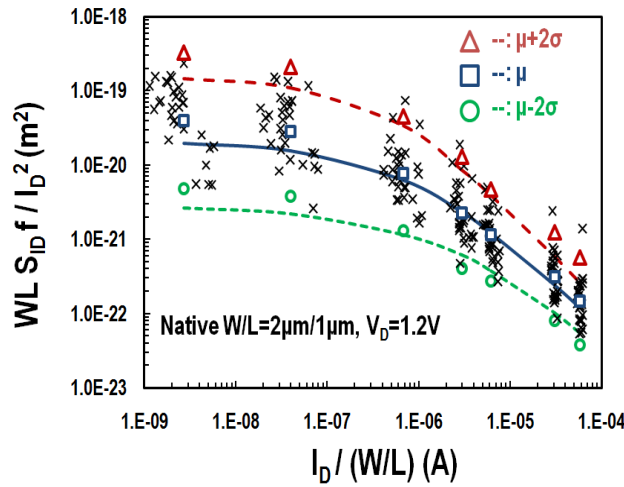 1.0E-18
1.0E-19
1.0E-20
1.0E-21
1.0E-22
1.0E-23
WL S_ID f / I_D^2 (m^2)
--: μ+2σ
--: μ
--: μ-2σ
Native W/L=2μm/1μm, V_D=1.2V
1.E-09 1.E-08 1.E-07 1.E-06 1.E-05 1.E-04
I_D / (W/L) (A)